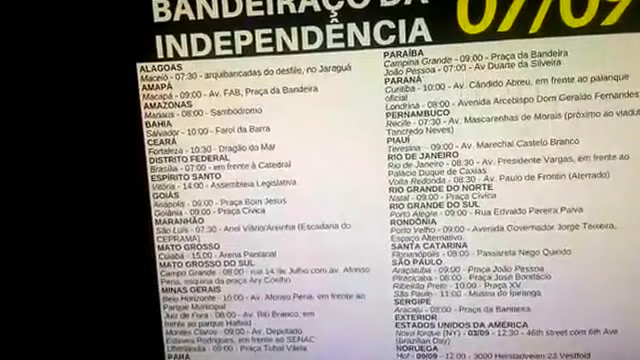 BANDEIRAÇO DA
INDEPENDÊNCIA
07/09
ALAGOAS
Maceió - 07:30 - arquibancadas do desfile, no Jaraguá
AMAPÁ
Macapá - 09:00 - Av. FAB, Praça da Bandeira
AMAZONAS
Manaus - 08:00 - Sambódromo
BAHIA
Salvador - 10:00 - Farol da Barra
CEARÁ
Fortaleza - 10:30 - Dragão do Mar
DISTRITO FEDERAL
Brasília - 07:00 - em frente à Catedral
ESPÍRITO SANTO
Vitória - 14:00 - Assembleia Legislativa
GOIÁS
Anápolis - 09:00 - Praça Bom Jesus
Goiânia - 09:00 - Praça Cívica
MARANHÃO
São Luís - 07:30 - Anel Viário/Areinha (Escadaria do
CEPRAMA)
MATO GROSSO
Cuiabá - 15:00 - Arena Pantanal
MATO GROSSO DO SUL
Campo Grande - 08:00 - rua 14 de Julho com av. Afonso
Pena, esquina da praça Ary Coelho
MINAS GERAIS
Belo Horizonte - 10:00 - Av. Afonso Pena, em frente ao
Parque Municipal
Juiz de Fora - 08:00 - Av. Rio Branco, em
frente ao parque Halfeld
Montes Claros - 09:00 - Av. Deputado
Esteves Rodrigues, em frente ao SENAC
Uberlândia - 09:00 - Praça Tubal Vilela
PARÁ
PARAÍBA
Campina Grande - 09:00 - Praça da Bandeira
João Pessoa - 07:00 - Av Duarte da Silveira
PARANÁ
Curitiba - 10:00 - Av. Cândido Abreu, em frente ao palanque
oficial
Londrina - 08:00 - Avenida Arcebispo Dom Geraldo Fernandes
PERNAMBUCO
Recife - 07:30 - Av. Mascarenhas de Morais (próximo ao viaduto
Tancredo Neves)
PIAUÍ
Teresina - 09:00 - Av. Marechal Castelo Branco
RIO DE JANEIRO
Rio de Janeiro - 08:30 - Av. Presidente Vargas, em frente ao
Palácio Duque de Caxias
Volta Redonda - 08:30 - Av. Paulo de Frontin (Aterrado)
RIO GRANDE DO NORTE
Natal - 09:00 - Praça Cívica
RIO GRANDE DO SUL
Porto Alegre - 09:00 - Rua Edvaldo Pereira Paiva
RONDÔNIA
Porto Velho - 09:00 - Avenida Governador Jorge Teixeira,
Espaço Alternativo
SANTA CATARINA
Florianópolis - 08:00 - Passarela Nego Quirido
SÃO PAULO
Araçatuba - 09:00 - Praça João Pessoa
Piracicaba - 08:00 - Praça José Bonifácio
Ribeirão Preto - 10:00 - Praça XV
São Paulo - 11:00 - Museu do Ipiranga
SERGIPE
Aracaju - 08:00 - Praça da Bandeira
EXTERIOR
ESTADOS UNIDOS DA AMÉRICA
Nova Iorque (NY) - 03/09 - 12:30 - 46th street com 6th Ave
(Brazilian Day)
NORUEGA
Hof - 09/09 - 12:00 - 3090 Hensadveien 23 Vestfold